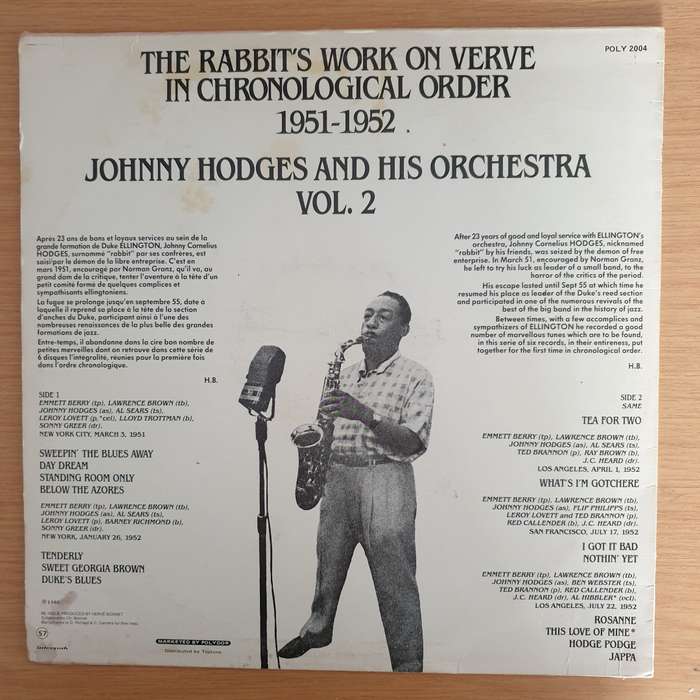 POLY 2004
THE RABBIT'S WORK ON VERVE
IN CHRONOLOGICAL ORDER
1951-1952 .
JOHNNY HODGES AND HIS ORCHESTRA
VOL. 2
Après 23 ans de bons et loyaux services au sein de la
grande formation de Duke ELLINGTON, Johnny Cornelius
HODGES, surnommé "rabbit" par ses confrères, est
saisi par le démon de la libre entreprise. C'est en
mars 1951, encouragé par Norman Granz, qu'il va, au
grand dam de la critique, tenter l'aventure à la tête d'un
petit comité formé de quelques complices et
sympathisants ellingtoniens.
La fugue se prolonge jusqu'en septembre 55, date à
laquelle il reprend sa place à la tête de la section
d'anches du Duke, participant ainsi à l'une des
nombreuses renaissances de la plus belle des grandes
formations de jazz.
Entre-temps, il abandonne dans la cire bon nombre de
petites merveilles dont on retrouve dans cette série de
6 disques l'intégralité, réunies pour la première fois
dans l'ordre chronologique.
H.B.
SIDE 1
EMMETT BERRY (tp), LAWRENCE BROWN (tb),
JOHNNY HODGES (as), AL SEARS (ts),
LEROY LOVETT (p,*cel), LLOYD TROTTMAN (b),
SONNY GREER (dr).
NEW YORK CITY, MARCH 3, 1951
SWEEPIN' THE BLUES AWAY
DAY DREAM
STANDING ROOM ONLY
BELOW THE AZORES
EMMETT BERRY (tp), LAWRENCE BROWN (tb),
JOHNNY HODGES (as), AL SEARS (ts),
LEROY LOVETT (p), BARNEY RICHMOND (b),
SONNY GREER (dr).
NEW YORK, JANUARY 26, 1952
TENDERLY
SWEET GEORGIA BROWN
DUKE'S BLUES
57
MARKETED BY POLYDOR
Distributed by Tophne
After 23 years of good and loyal service with ELLINGTON's
orchestra, Johnny Cornelius HODGES, nicknamed
"rabbit" by his friends, was seized by the demon of free
enterprise. In March 51, encouraged by Norman Granz,
he left to try his luck as leader of a small band, to the
horror of the critics of the period.
His escape lasted until Sept 55 at which time he
resumed his place as leader of the Duke's reed section
and participated in one of the numerous revivals of the
best of the big band in the history of jazz.
Between times, with a few accomplices and
sympathizers of ELLINGTON he recorded a good
number of marvellous tunes which are to be found,
in this serie of six records, in their entireness, put
together for the first time in chronological order.
H.B.
SIDE 2
SAME
TEA FOR TWO
EMMETT BERRY (tp), LAWRENCE BROWN (tb),
JOHNNY HODGES (as), AL SEARS (ts),
TED BRANNON (p), RAY BROWN (b),
J.C. HEARD (dr).
LOS ANGELES, APRIL 1, 1952
WHAT'S I'M GOTCHERE
EMMETT BERRY (tp), LAWRENCE BROWN (tb),
JOHNNY HODGES (as), FLIP PHILIPPS (ts),
LEROY LOVETT and TED BRANNON (p),
RED CALLENDER (b), J.C. HEARD (dr).
SAN FRANCISCO, JULY 17, 1952
I GOT IT BAD
NOTHIN' YET
EMMETT BERRY (tp), LAWRENCE BROWN (tb),
JOHNNY HODGES (as), BEN WEBSTER (ts),
TED BRANNON (p), RED CALLENDER (b),
J.C. HEARD (dr), AL HIBBLER* (vcl).
LOS ANGELES, JULY 22, 1952
ROSANNE
THIS LOVE OF MINE*
HODGE PODGE
JAPPA